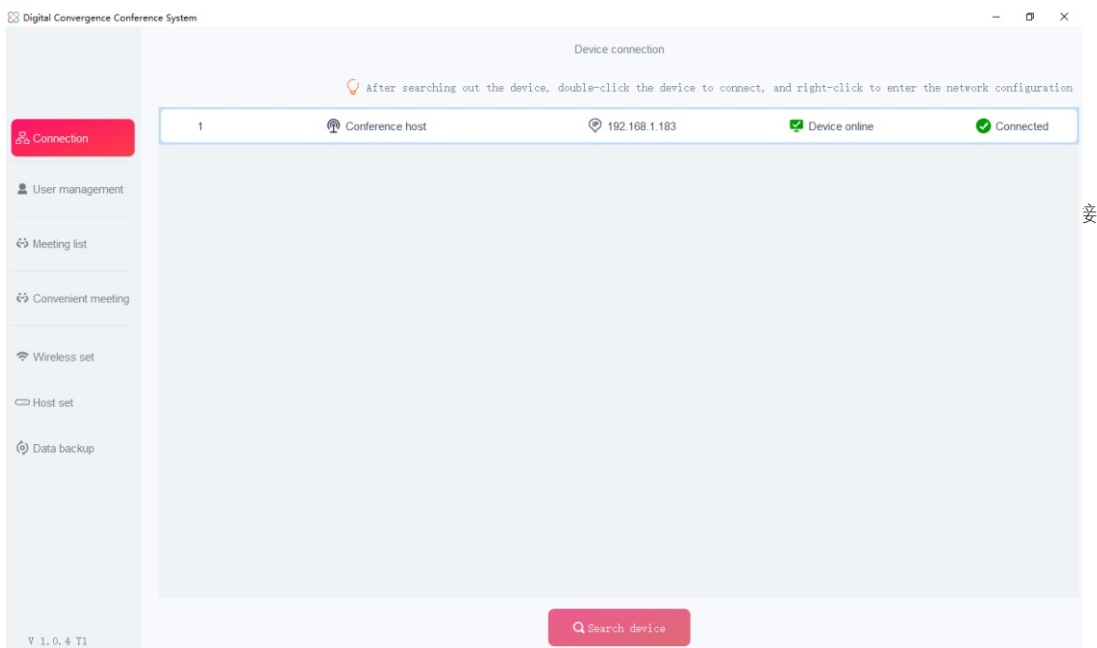 Digital Convergence Conference System
Device connection
After searching out the device, double-click the device to connect, and right-click to enter the network configuration
1 Conference host 192.168.1.183 Device online Connected
Connection
User management
Meeting list
Convenient meeting
Wireless set
Host set
Data backup
接
Search device
V 1.0.4 T1